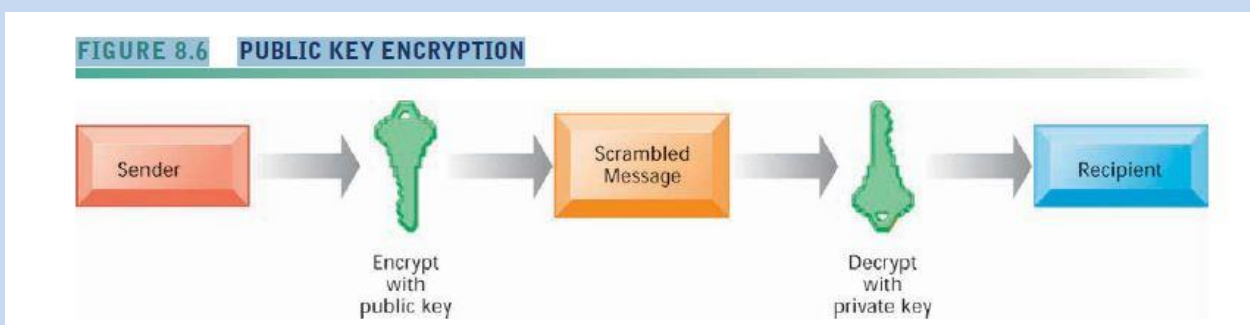 FIGURE 8.6 PUBLIC KEY ENCRYPTION
Sender
Encrypt
with
public key
Scrambled
Message
Decrypt
with
private key
Recipient